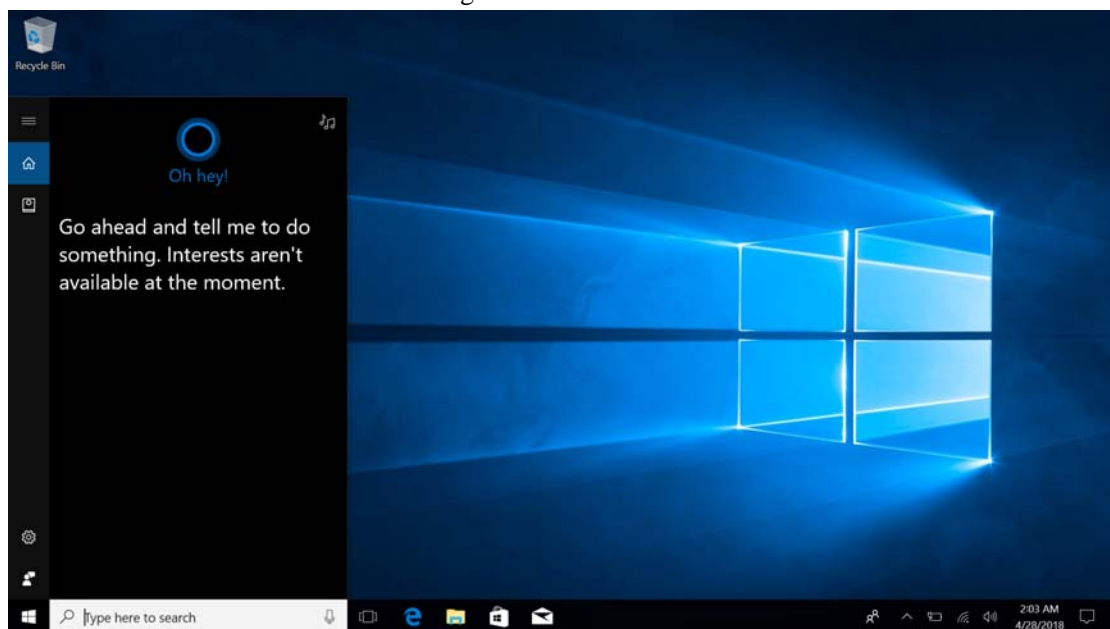 Recycle Bin
Oh hey!
Go ahead and tell me to do
something. Interests aren't
available at the moment.
Type here to search
2:03 AM
4/28/2018